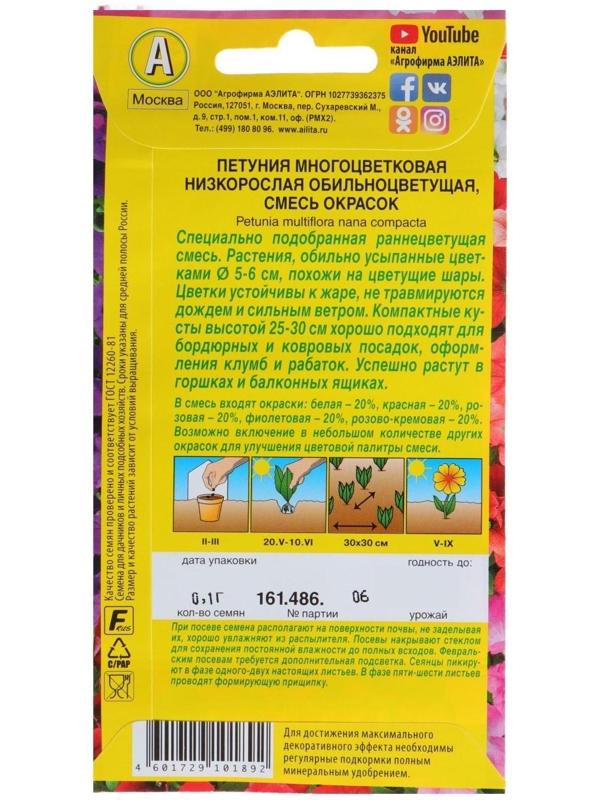 А
Москва
YouTube
канал
«Агрофирма АЭЛИТА»
ООО "Агрофирма АЭЛИТА". ОГРН 1027739362375
Россия,127051, г. Москва, пер. Сухаревский М.,
д. 9, стр.1, пом.1, ком.11, оф. (РМХ2).
Тел.: (499) 180 80 96. www.ailita.ru
ПЕТУНИЯ МНОГОЦВЕТКОВАЯ
НИЗКОРОСЛАЯ ОБИЛЬНОЦВЕТУЩАЯ,
СМЕСЬ ОКРАСОК
Petunia multiflora nana compacta
Специально подобранная раннецветущая
смесь. Растения, обильно усыпанные цвет-
ками Ø 5-6 см, похожи на цветущие шары.
Цветки устойчивы к жаре, не травмируются
дождем и сильным ветром. Компактные ку-
сты высотой 25-30 см хорошо подходят для
бордюрных и ковровых посадок, оформ-
ления клумб и рабаток. Успешно растут в
горшках и балконных ящиках.
В смесь входят окраски: белая – 20%, красная – 20%, ро-
зовая – 20%, фиолетовая – 20%, розово-кремовая – 20%.
Возможно включение в небольшом количестве других
окрасок для улучшения цветовой палитры смеси.
II-III
20.V-10.VI
30х30 см
V-IX
дата упаковки
годность до:
0,1Г
161.486.
06
кол-во семян
№ партии
урожай
При посеве семена располагают на поверхности почвы, не заделывая
их, хорошо увлажняют из распылителя. Посевы накрывают стеклом
для сохранения постоянной влажности до полных всходов. Февраль-
ским посевам требуется дополнительная подсветка. Сеянцы пикиру-
ют в фазе одного-двух настоящих листьев. В фазе пяти-шести листьев
проводят формирующую прищипку.
Качество семян проверено и соответствует ГОСТ 12260-81
Семена для дачников и личных подсобных хозяйств. Сроки указаны для средней полосы России.
Размер и качество растений зависит от условий выращивания.
C/PAP
4 601729 101892
Для достижения максимального
декоративного эффекта необходимы
регулярные подкормки полным
минеральным удобрением.